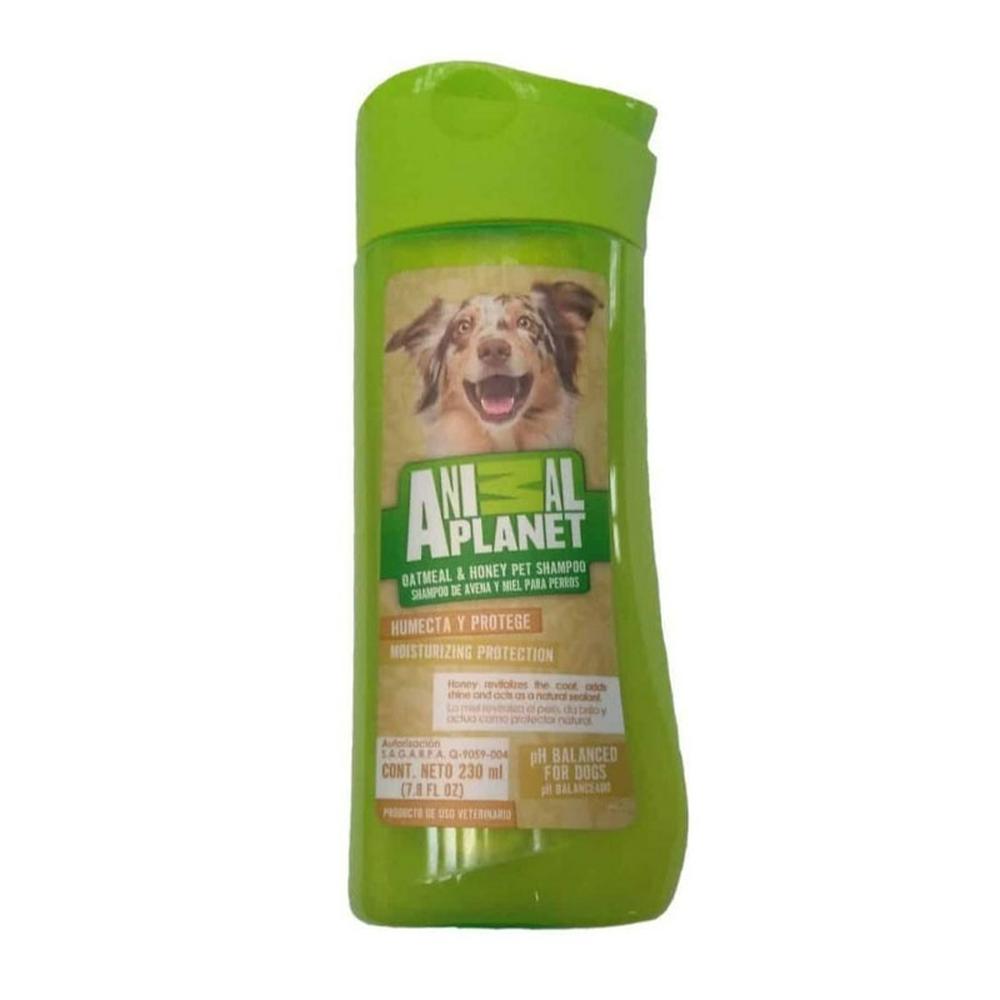 ANIMAL
PLANET
OATMEAL & HONEY PET SHAMPOO
SHAMPOO DE AVENA Y MIEL PARA PERROS
HUMECTA Y PROTEGE
MOISTURIZING PROTECTION
Honey revitalizes the coat, adds
shine and acts as a natural sealant.
La miel revitaliza el pelo, da brillo y
actua como protector natural.
Autorización
S.A.G.A.R.P.A. Q-9059-004
CONT. NETO 230 ml
(7.8 FL OZ)
PRODUCTO DE USO VETERINARIO
pH BALANCED
FOR DOGS
pH BALANCEADO